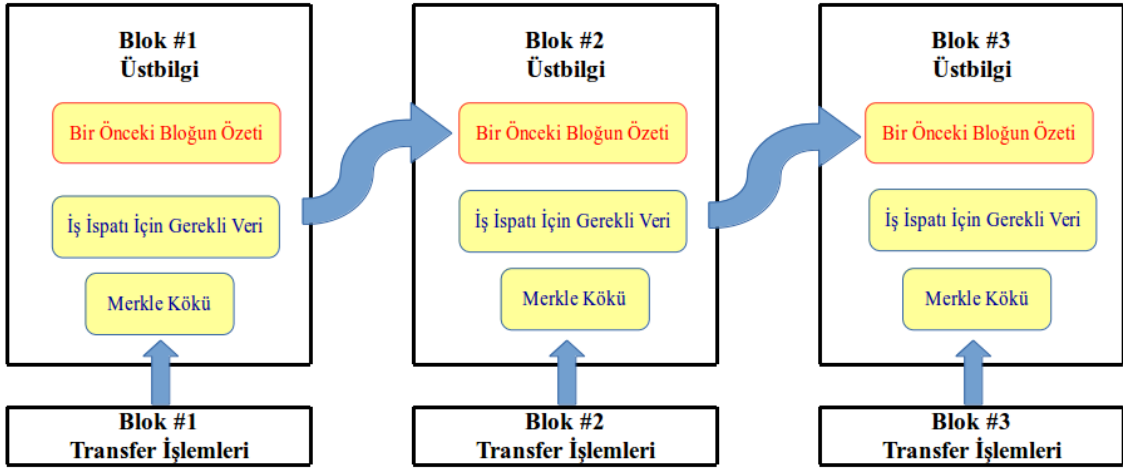 Blok #1
Üstbilgi
Bir Önceki Bloğun Özeti
İş İspatı İçin Gerekli Veri
Merkle Kökü
Blok #1
Transfer İşlemleri
Blok #2
Üstbilgi
Bir Önceki Bloğun Özeti
İş İspatı İçin Gerekli Veri
Merkle Kökü
Blok #2
Transfer İşlemleri
Blok #3
Üstbilgi
Bir Önceki Bloğun Özeti
İş İspatı İçin Gerekli Veri
Merkle Kökü
Blok #3
Transfer İşlemleri